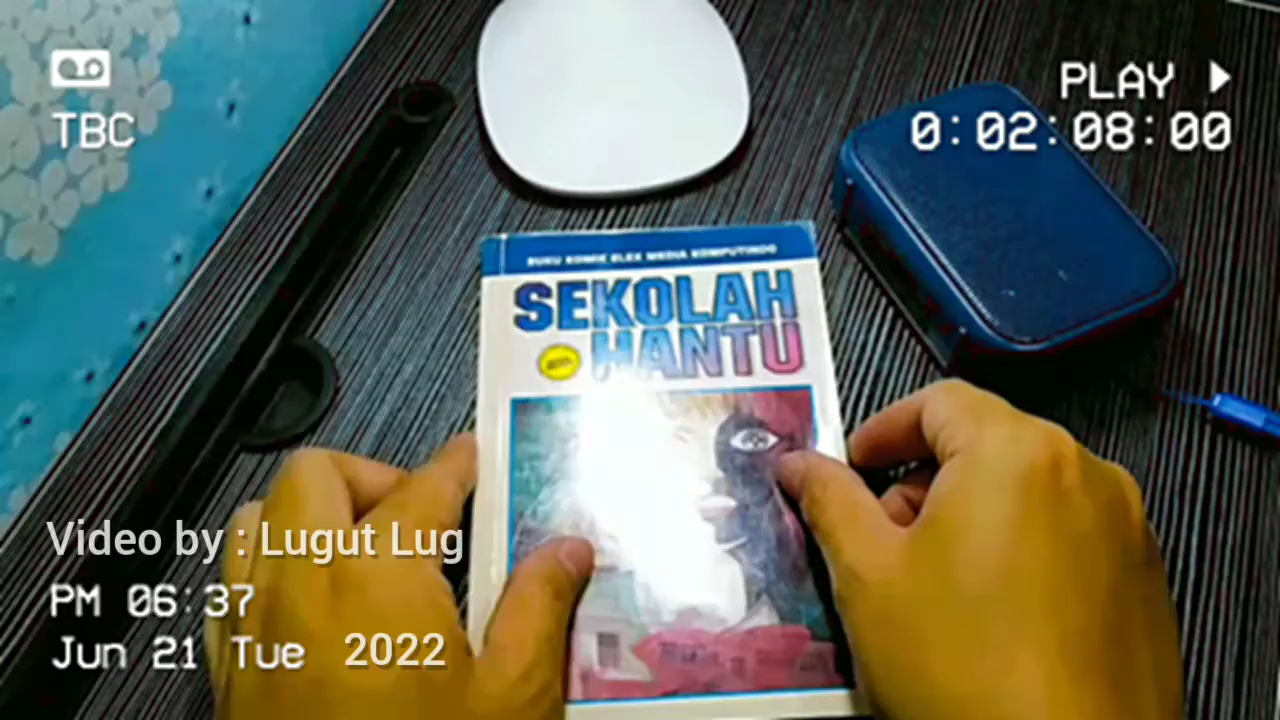 TBC
PLAY
0:02:08:00
BUKU KOMIK ELEX MEDIA KOMPUTINDO
SEKOLAH
HANTU
Video by : Lugut Lug
PM 06:37
Jun 21 Tue 2022